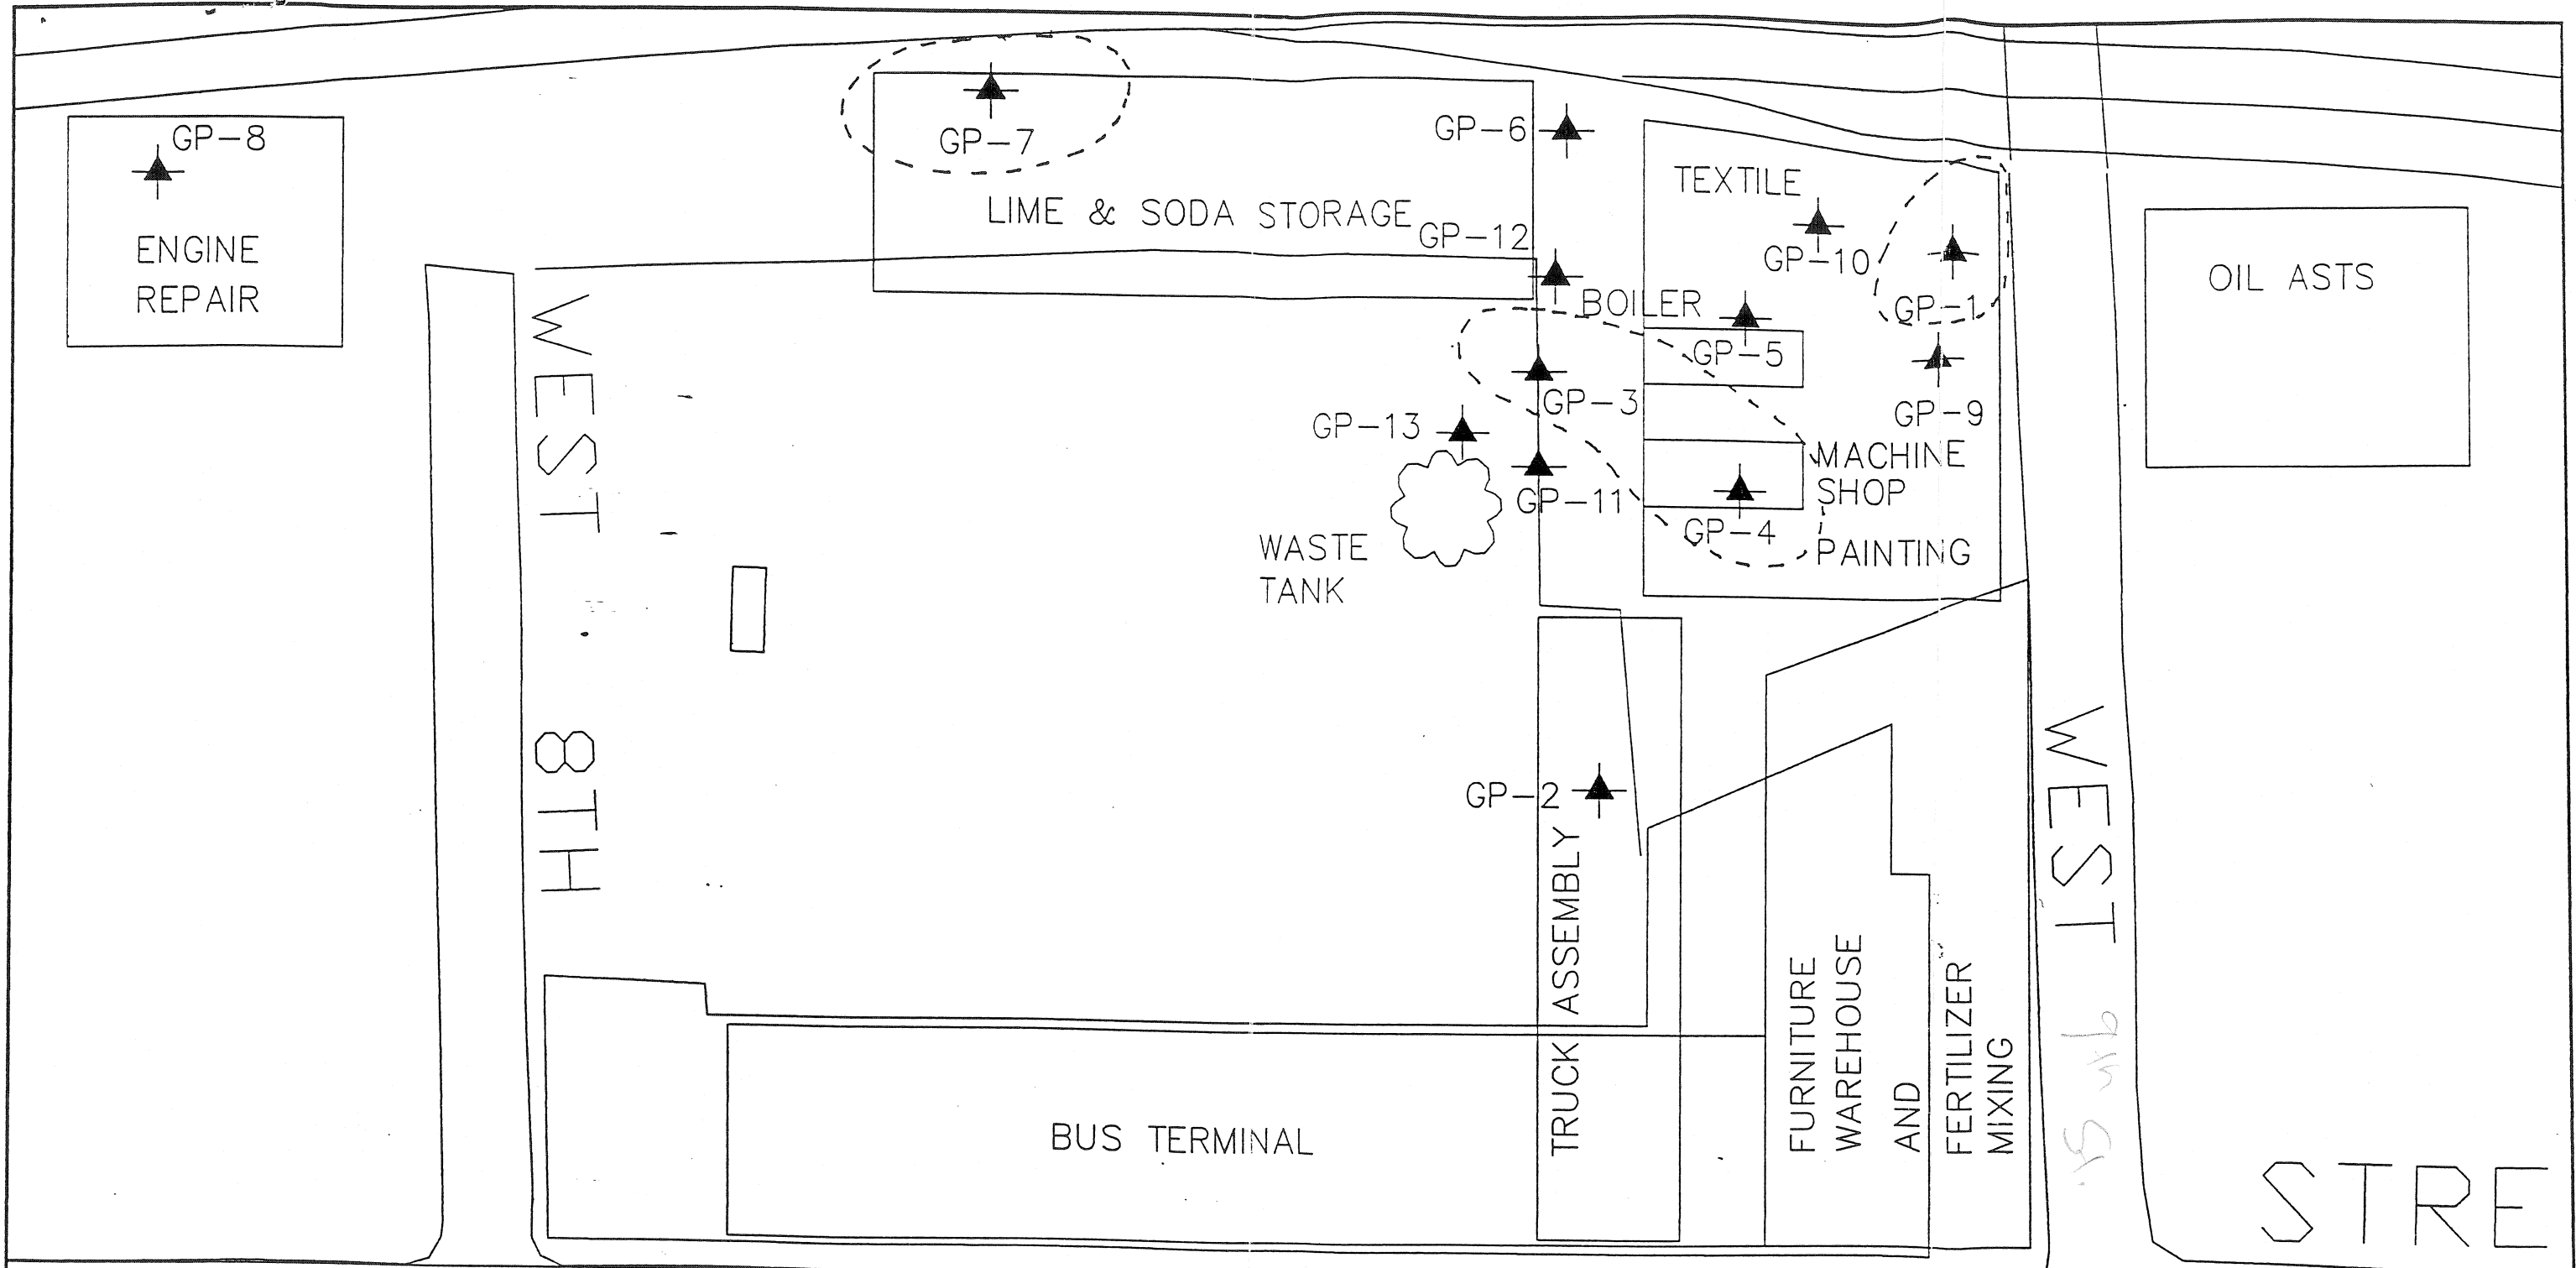 GP-8
ENGINE
REPAIR
GP-7
LIME & SODA STORAGE
GP-6
GP-12
TEXTILE
GP-10
GP-1
BOILER
GP-5
GP-3
GP-9
GP-13
GP-11
MACHINE
SHOP
GP-4
PAINTING
WASTE
TANK
OIL ASTS
WEST 8TH
GP-2
TRUCK ASSEMBLY
FURNITURE
WAREHOUSE
AND
FERTILIZER
MIXING
WEST
9th St.
BUS TERMINAL
STRE